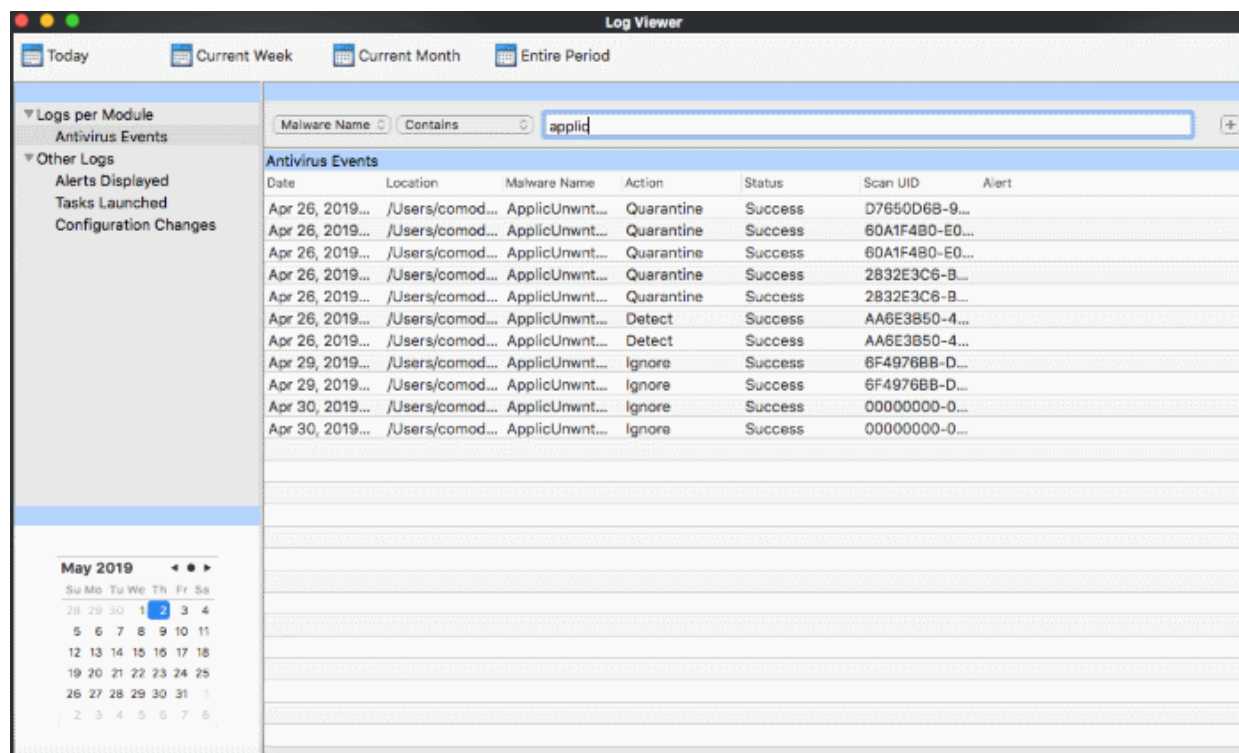 Log Viewer
Today Current Week Current Month Entire Period
Logs per Module
Antivirus Events
Other Logs
Alerts Displayed
Tasks Launched
Configuration Changes
Malware Name Contains applic +
Antivirus Events
Date Location Malware Name Action Status Scan UID Alert
Apr 26, 2019... /Users/comod... ApplicUnwnt... Quarantine Success D7650D6B-9...
Apr 26, 2019... /Users/comod... ApplicUnwnt... Quarantine Success 60A1F4B0-E0...
Apr 26, 2019... /Users/comod... ApplicUnwnt... Quarantine Success 60A1F4B0-E0...
Apr 26, 2019... /Users/comod... ApplicUnwnt... Quarantine Success 2832E3C6-B...
Apr 26, 2019... /Users/comod... ApplicUnwnt... Quarantine Success 2832E3C6-B...
Apr 26, 2019... /Users/comod... ApplicUnwnt... Detect Success AA6E3B50-4...
Apr 26, 2019... /Users/comod... ApplicUnwnt... Detect Success AA6E3B50-4...
Apr 29, 2019... /Users/comod... ApplicUnwnt... Ignore Success 6F4976BB-D...
Apr 29, 2019... /Users/comod... ApplicUnwnt... Ignore Success 6F4976BB-D...
Apr 30, 2019... /Users/comod... ApplicUnwnt... Ignore Success 00000000-0...
Apr 30, 2019... /Users/comod... ApplicUnwnt... Ignore Success 00000000-0...
May 2019
Su Mo Tu We Th Fr Sa
28 29 30 1 2 3 4
5 6 7 8 9 10 11
12 13 14 15 16 17 18
19 20 21 22 23 24 25
26 27 28 29 30 31 1
2 3 4 5 6 7 8